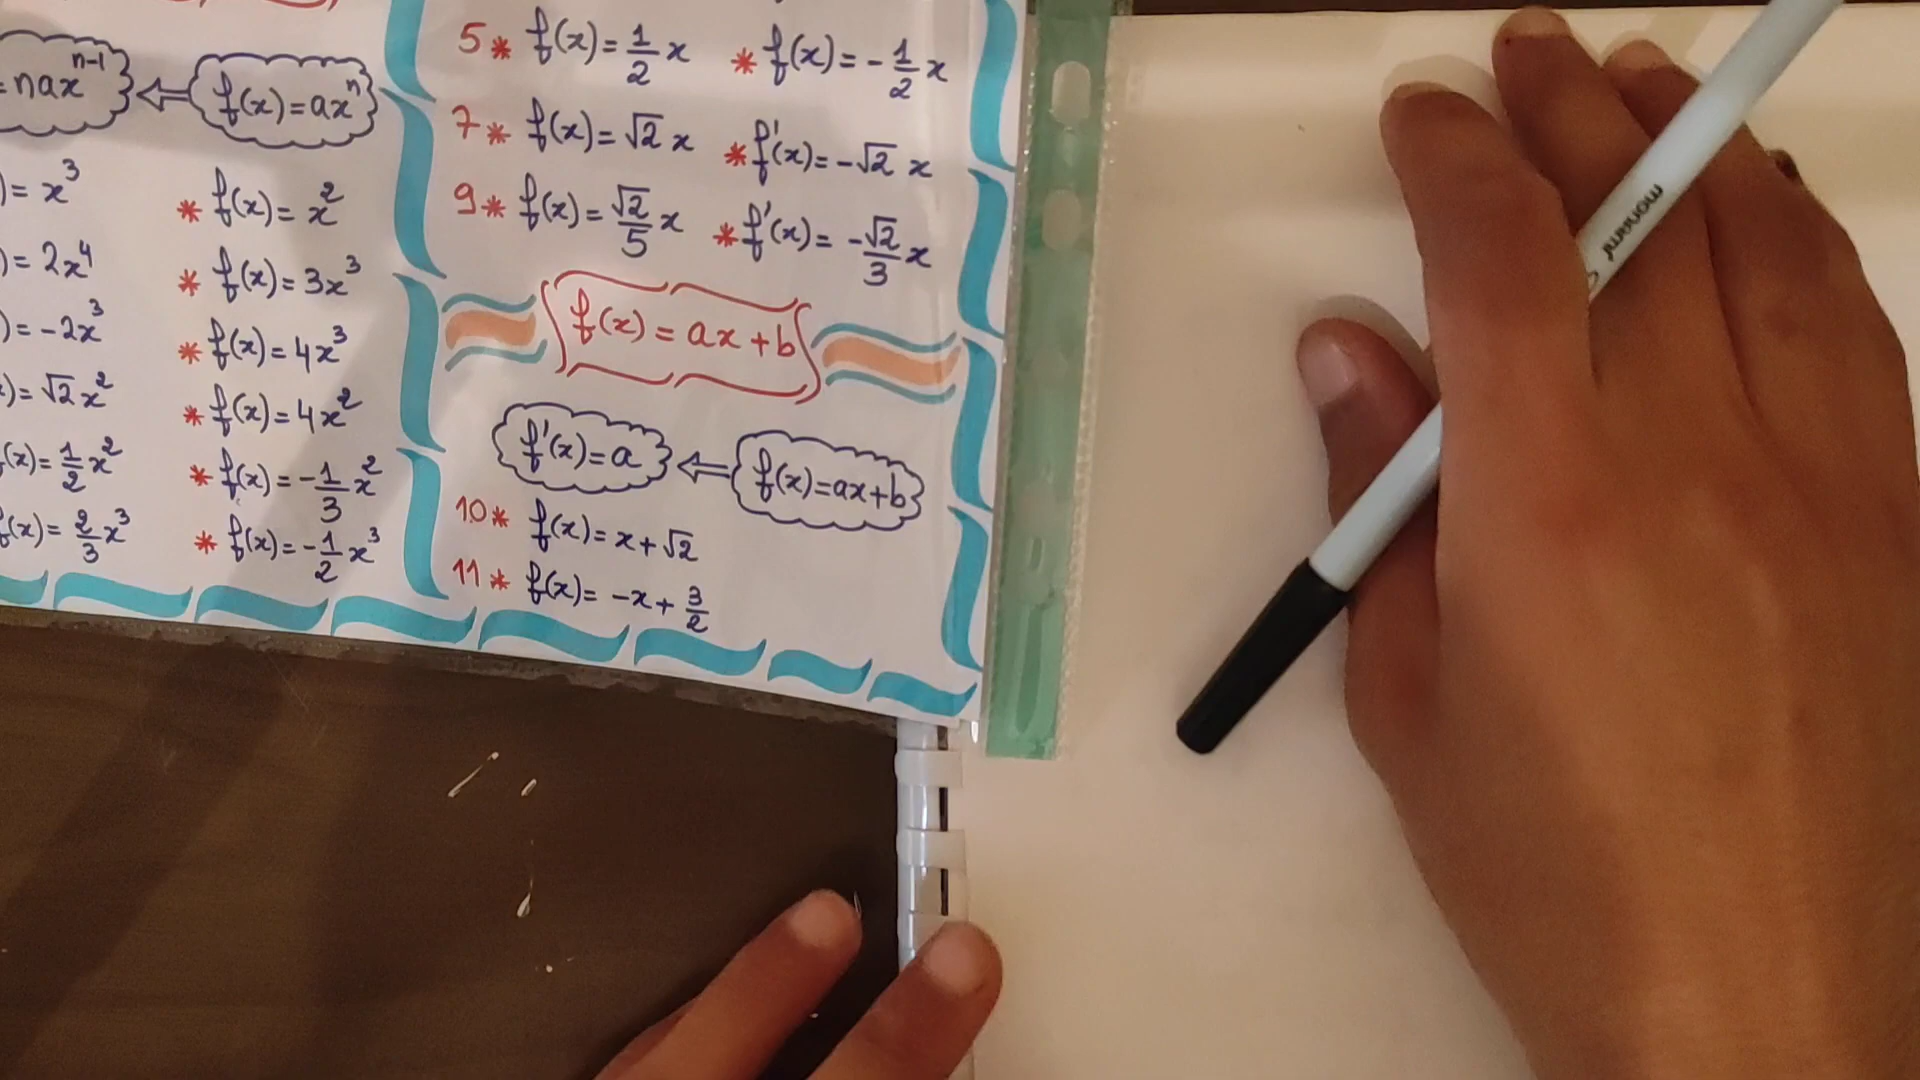 = nax^{n-1} ⇐ f(x)=ax^n
)= x^3 * f(x)= x^2
)= 2x^4 * f(x)= 3x^3
)= -2x^3 * f(x)= 4x^3
)= √2x^2 * f(x)= 4x^2
f(x)= 1/2 x^2 * f(x)= -1/3 x^2
f(x)= 2/3 x^3 * f(x)= -1/2 x^3
5* f(x)= 1/2 x * f(x)= -1/2 x
7* f(x)= √2 x * f'(x)= -√2 x
9* f(x)= √2/5 x * f'(x)= -√2/3 x
f(x)= ax+b
f'(x)= a ⇐ f(x)=ax+b
10* f(x)= x+√2
11* f(x)= -x+ 3/2